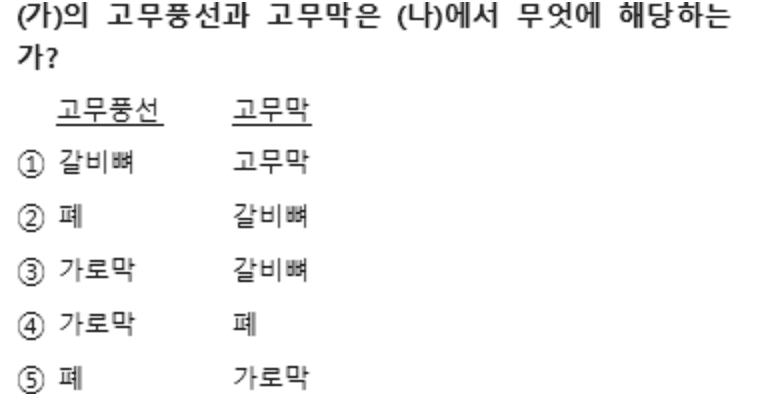 (가)의 고무풍선과 고무막은 (나)에서 무엇에 해당하는
가?
고무풍선 고무막
① 갈비뼈 고무막
② 폐 갈비뼈
③ 가로막 갈비뼈
④ 가로막 폐
⑤ 폐 가로막